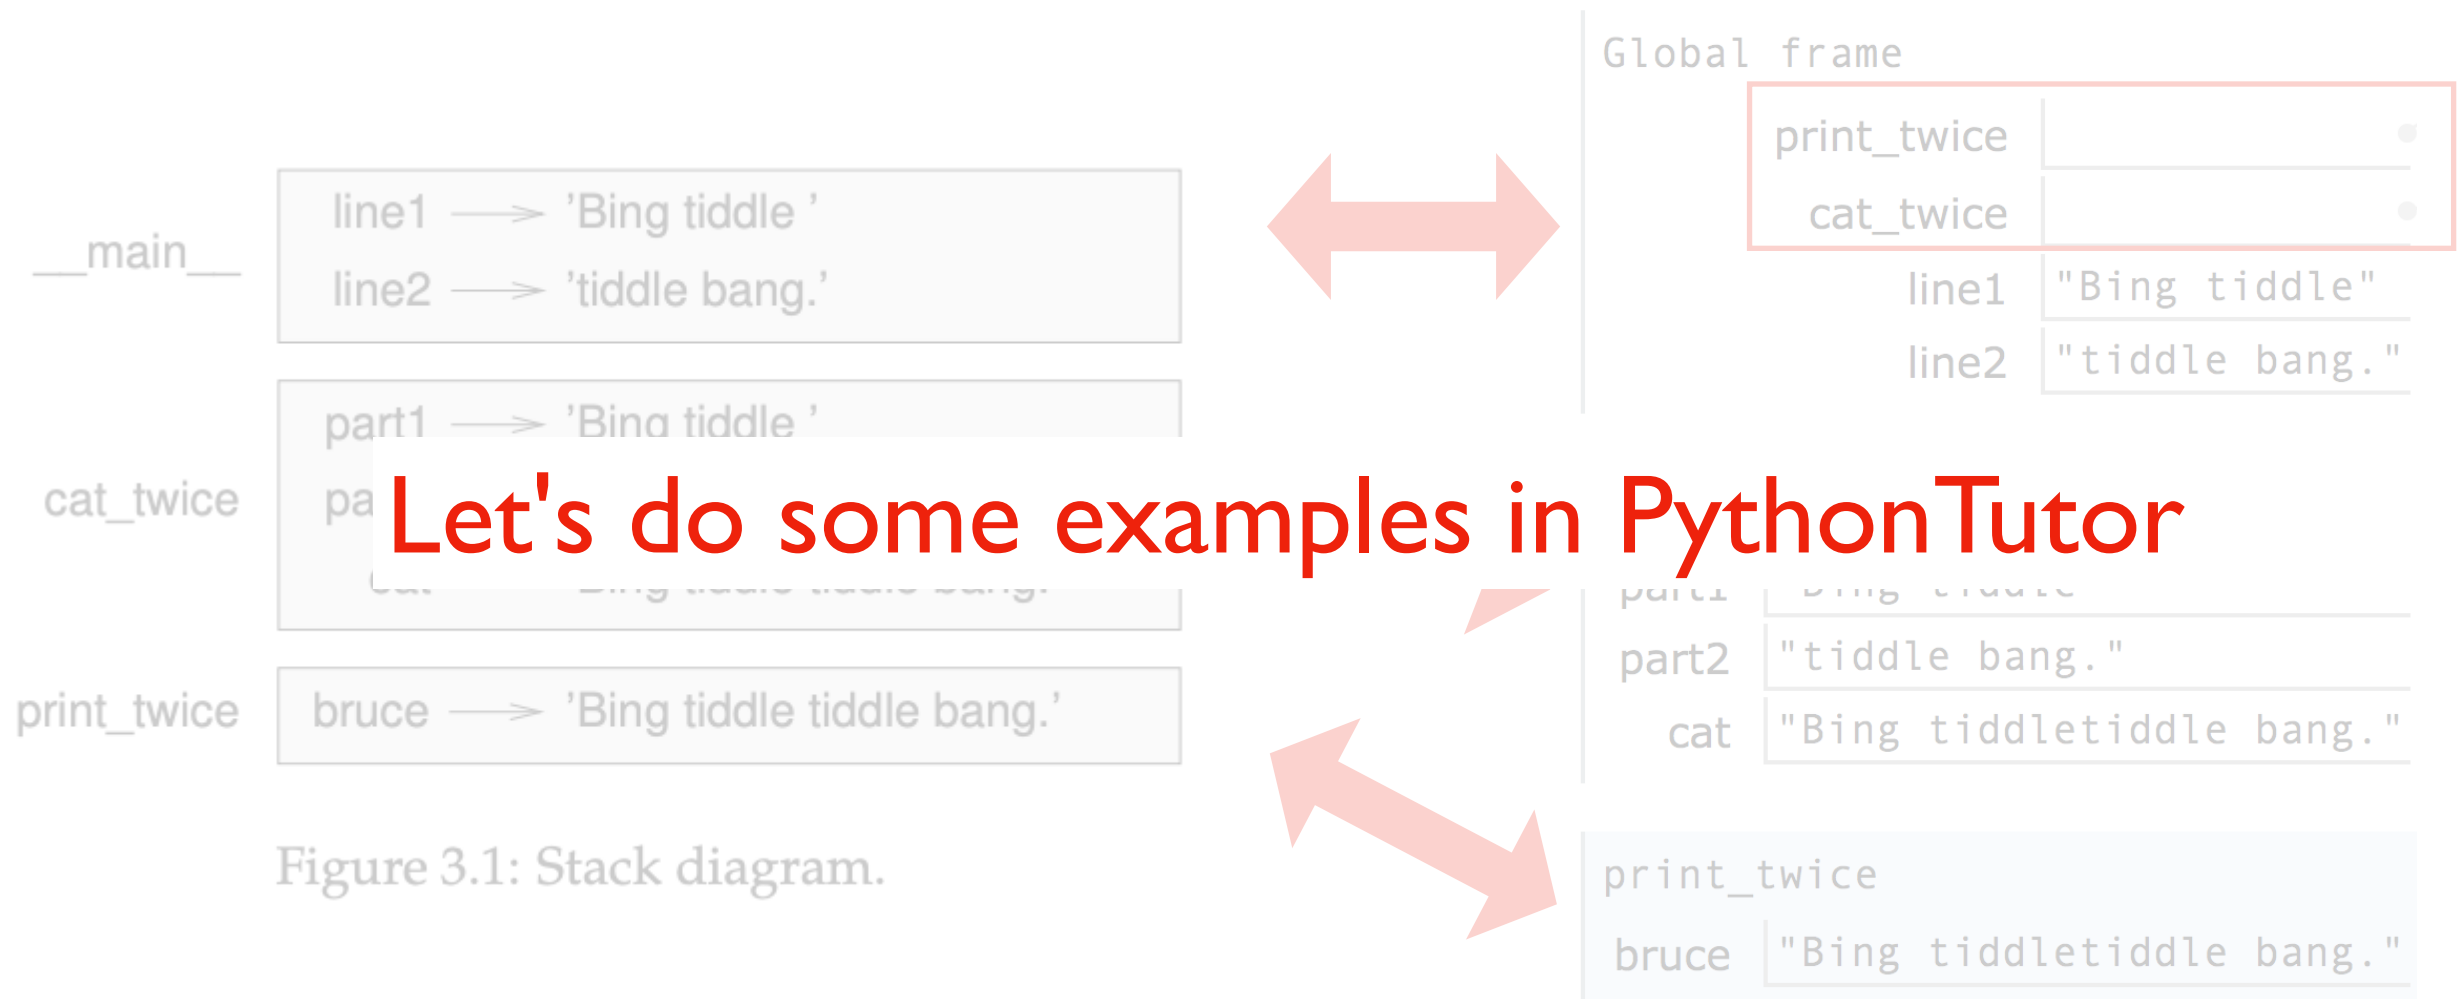 __main__
line1 → 'Bing tiddle '
line2 → 'tiddle bang.'
cat_twice
part1 → 'Bing tiddle '
print_twice
bruce → 'Bing tiddle tiddle bang.'
Figure 3.1: Stack diagram.
Let's do some examples in PythonTutor
Global frame
print_twice
cat_twice
line1 "Bing tiddle"
line2 "tiddle bang."
part1
part2 "tiddle bang."
cat "Bing tiddletiddle bang."
print_twice
bruce "Bing tiddletiddle bang."